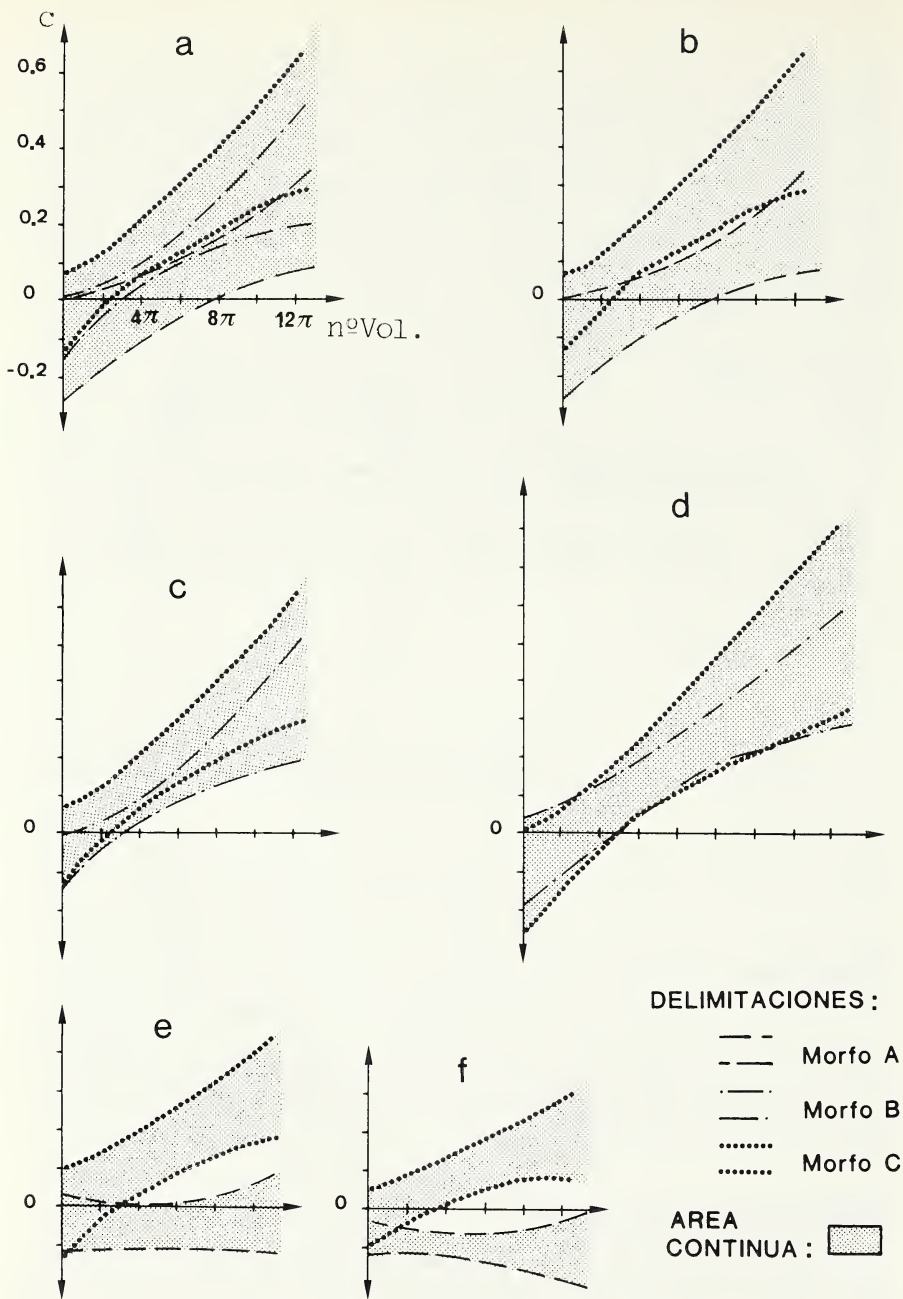 C
a
0.6
0.4
0.2
0
-0.2
4π
8π
12π
nºVol.
b
0
c
0
d
0
e
0
f
0
DELIMITACIONES:
Morfo A
Morfo B
Morfo C
AREA
CONTINUA: